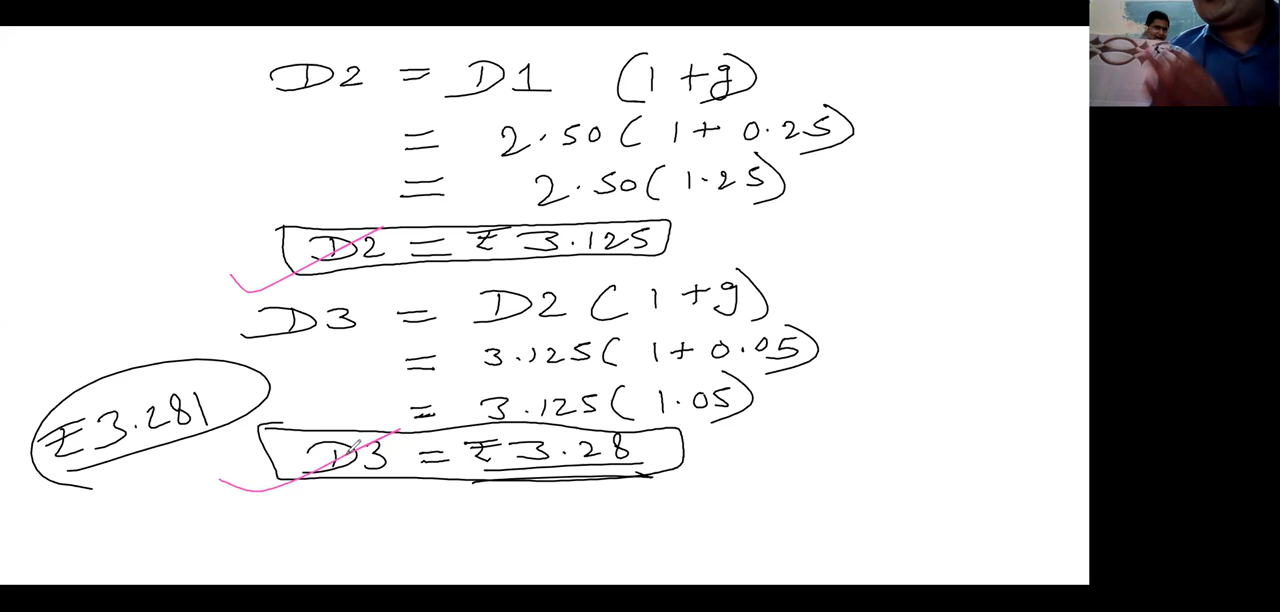 D2 = D1 (1+g)
= 2.50(1+0.25)
= 2.50(1.25)
D2 = ₹ 3.125
D3 = D2 (1+g)
= 3.125(1+0.05)
= 3.125(1.05)
₹3.281
D3 = ₹3.28